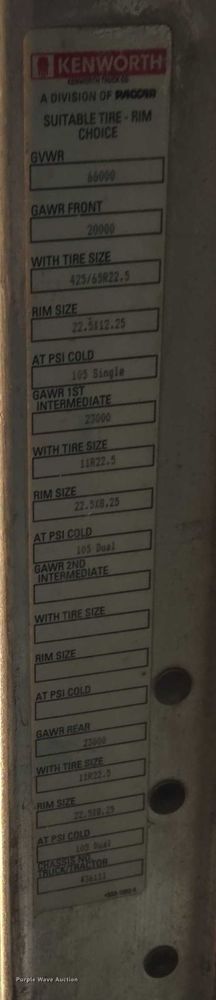 KENWORTH
KENWORTH TRUCK CO.
A DIVISION OF PACCAR
SUITABLE TIRE - RIM
CHOICE
GVWR
66000
GAWR FRONT
20000
WITH TIRE SIZE
425/65R22.5
RIM SIZE
22.5X12.25
AT PSI COLD
105 Single
GAWR 1ST
INTERMEDIATE
23000
WITH TIRE SIZE
11R22.5
RIM SIZE
22.5X8.25
AT PSI COLD
105 Dual
GAWR 2ND
INTERMEDIATE
WITH TIRE SIZE
RIM SIZE
AT PSI COLD
GAWR REAR
23000
WITH TIRE SIZE
11R22.5
RIM SIZE
22.5X8.25
AT PSI COLD
105 Dual
CHASSIS NO.
TRUCK/TRACTOR
Purple Wave Auction